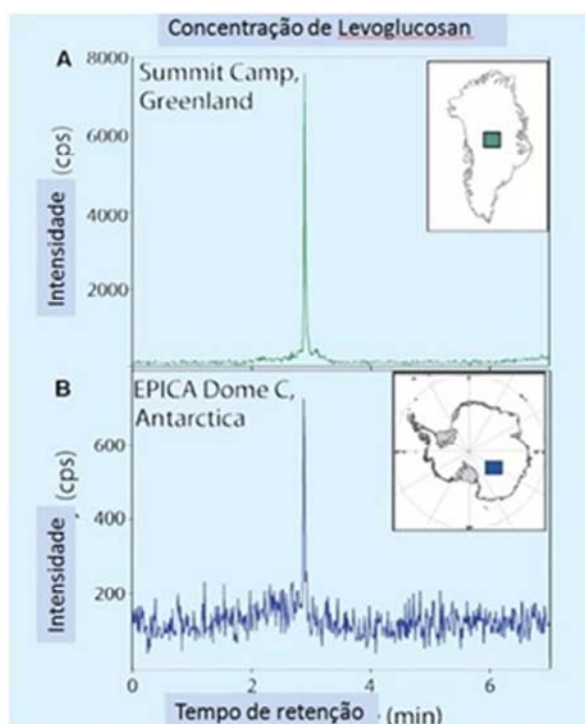 Concentração de Levoglucosan
A
8000
Summit Camp,
Greenland
6000
(cps)
Intensidade
4000
2000
B
EPICA Dome C,
Antarctica
600
(cps)
400
Intensidade
200
0
2
4
6
Tempo de retenção (min)